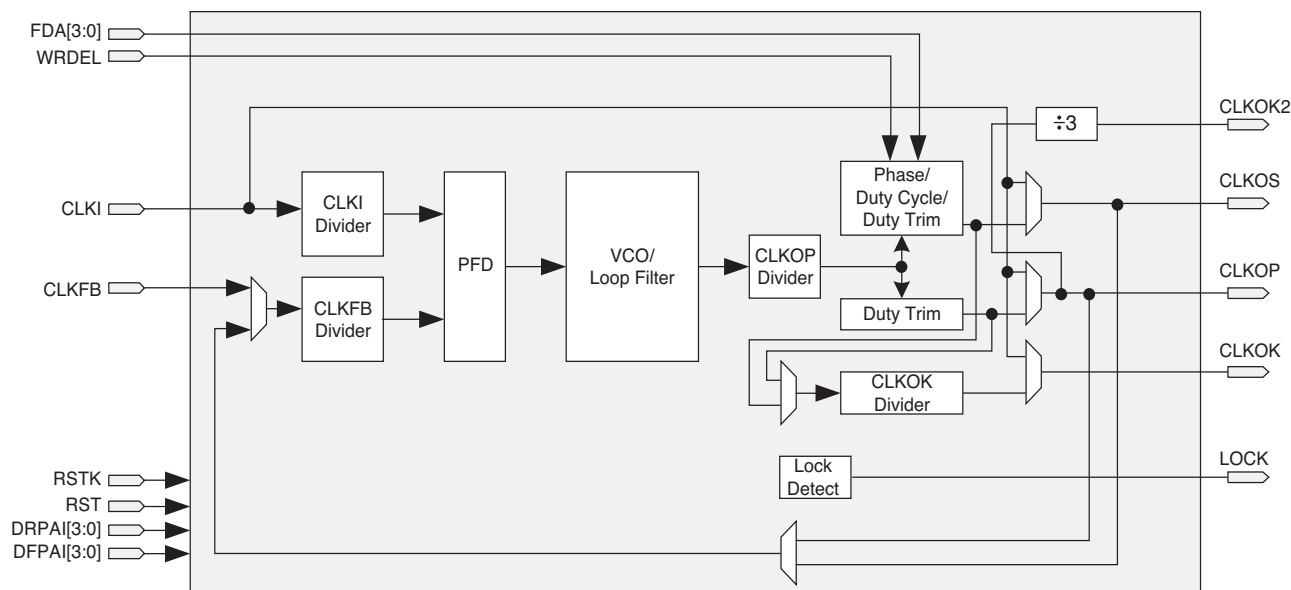 FDA[3:0]
WRDEL
CLKI
CLKFB
RSTK
RST
DRPAI[3:0]
DFPAI[3:0]
CLKI
Divider
CLKFB
Divider
PFD
VCO/
Loop Filter
CLKOP
Divider
Phase/
Duty Cycle/
Duty Trim
Duty Trim
CLKOK
Divider
Lock
Detect
÷3
CLKOK2
CLKOS
CLKOP
CLKOK
LOCK